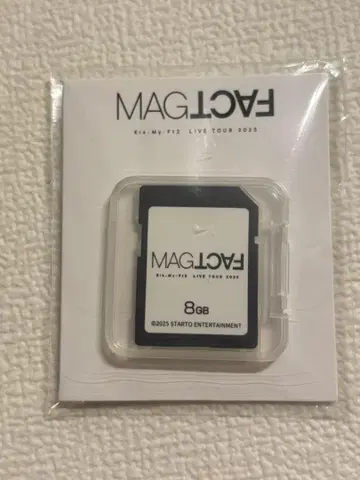 MAGFACT
Kis-My-Ft2 LIVE TOUR 2025
MAGFACT
Kis-My-Ft2 LIVE TOUR 2025
8GB
©2025 STARTO ENTERTAINMENT